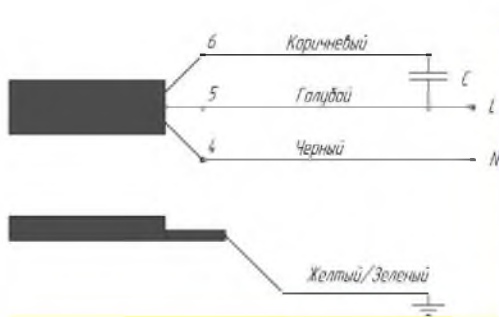 6 Коричневый
C
5 Голубой L
4 Черный N
Желтый/Зеленый